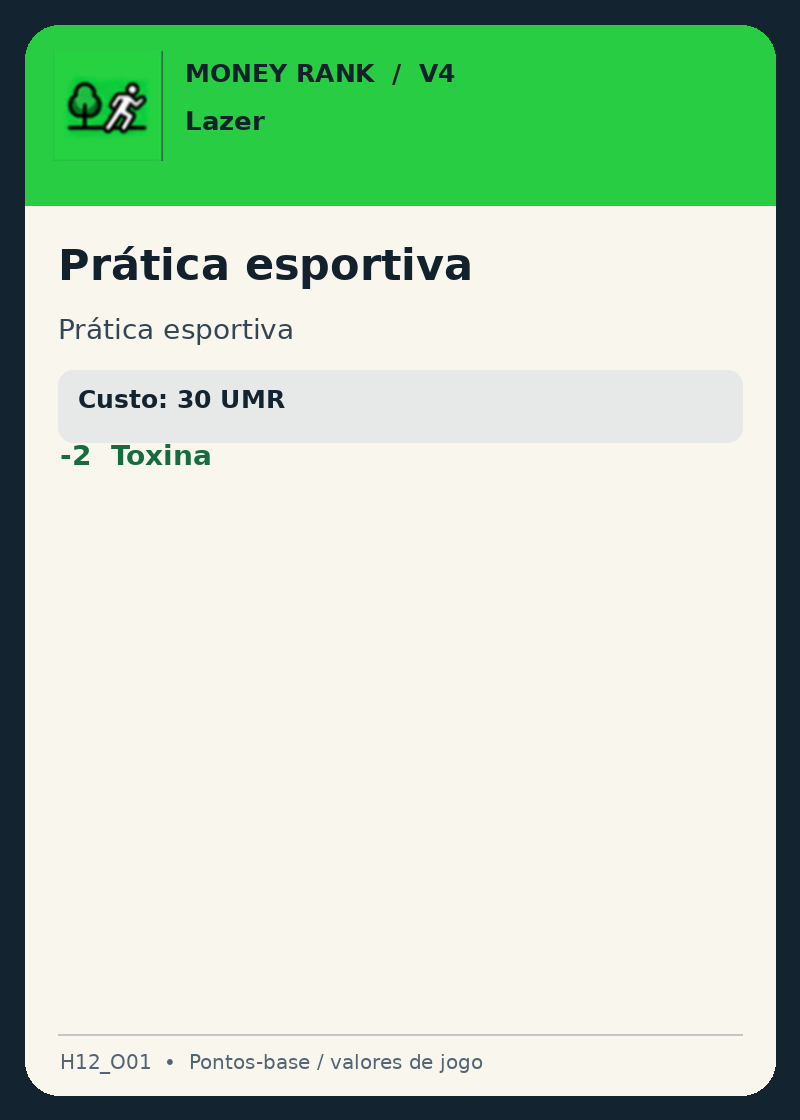 MONEY RANK / V4
Lazer
Prática esportiva
Prática esportiva
Custo: 30 UMR
-2 Toxina
H12_O01 • Pontos-base / valores de jogo